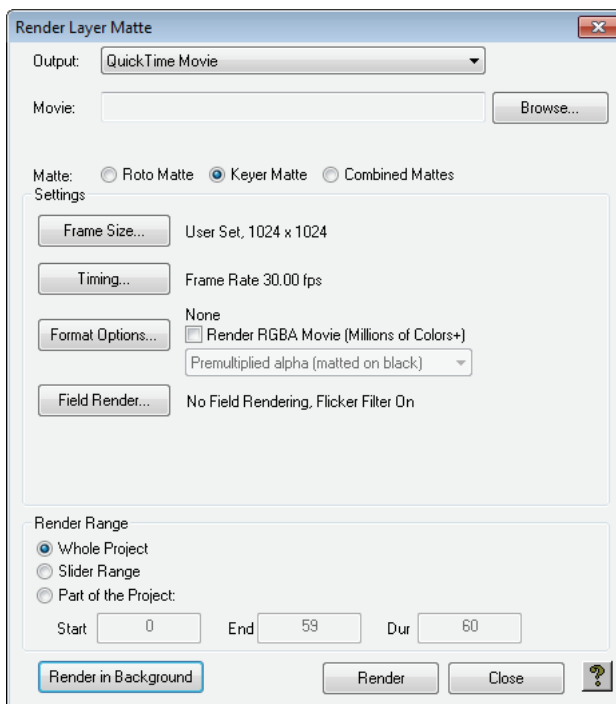 Render Layer Matte
Output: QuickTime Movie
Movie: Browse...
Matte: Roto Matte Keyer Matte Combined Mattes
Settings
Frame Size... User Set, 1024 x 1024
Timing... Frame Rate 30.00 fps
None
Format Options... Render RGBA Movie (Millions of Colors+)
Premultiplied alpha (matted on black)
Field Render... No Field Rendering, Flicker Filter On
Render Range
Whole Project
Slider Range
Part of the Project:
Start 0 End 59 Dur 60
Render in Background Render Close ?